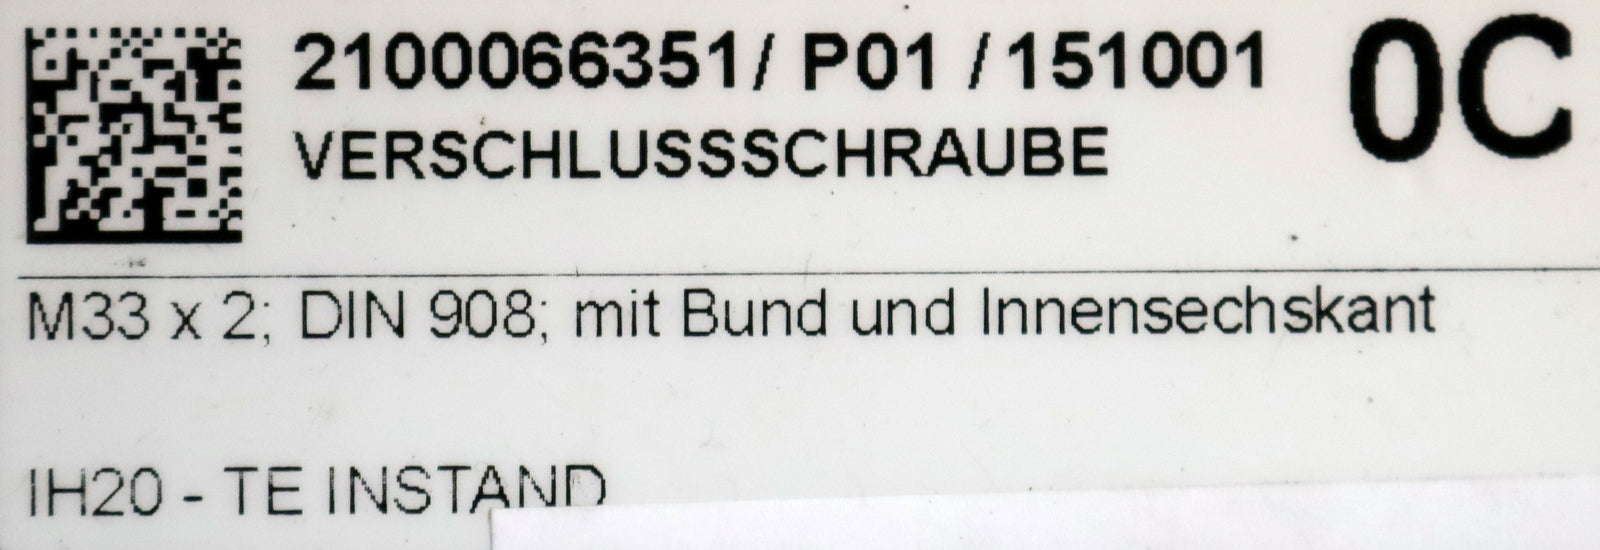 2100066351/ P01 / 151001 0C
VERSCHLUSSSCHRAUBE
M33 x 2; DIN 908; mit Bund und Innensechskant
IH20 - TE INSTAND